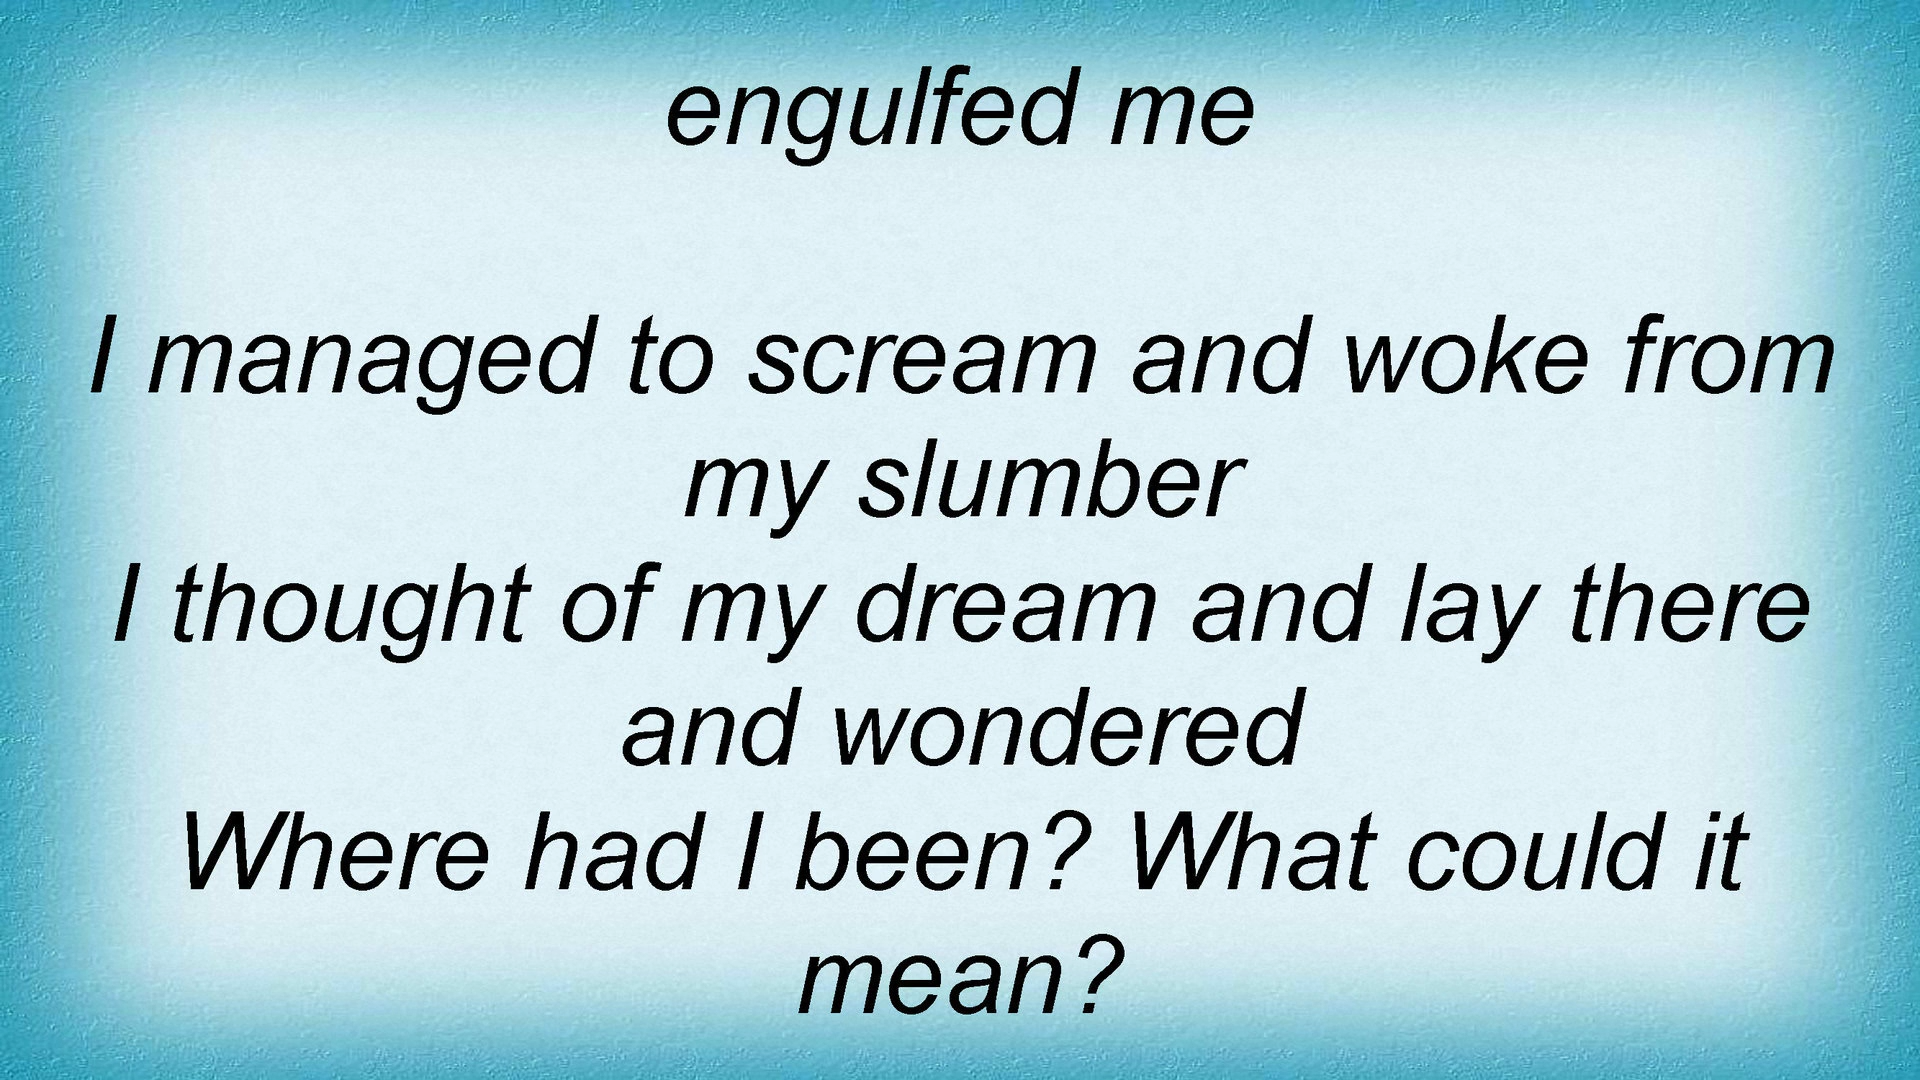 engulfed me
I managed to scream and woke from
my slumber
I thought of my dream and lay there
and wondered
Where had I been? What could it
mean?